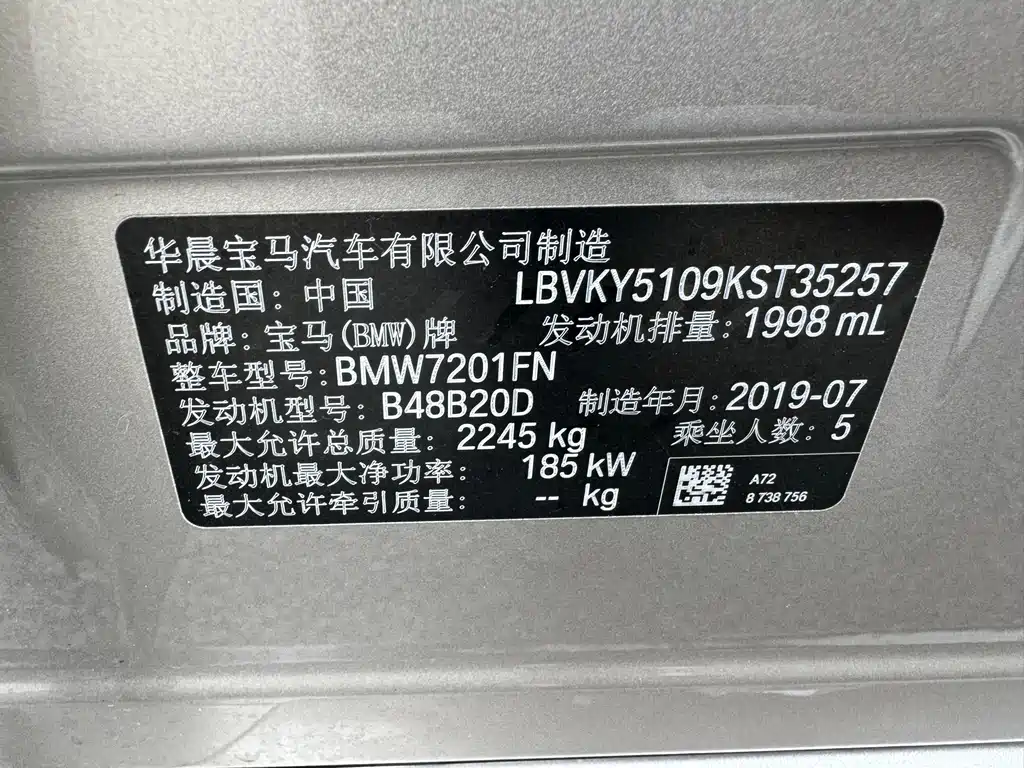 华晨宝马汽车有限公司制造
制造国：中国 LBVKY5109KST35257
品牌：宝马(BMW)牌 发动机排量：1998 mL
整车型号：BMW7201FN
发动机型号：B48B20D 制造年月：2019-07
最大允许总质量：2245 kg 乘坐人数：5
发动机最大净功率：185 kW
最大允许牵引质量：-- kg
A72
8 738 756